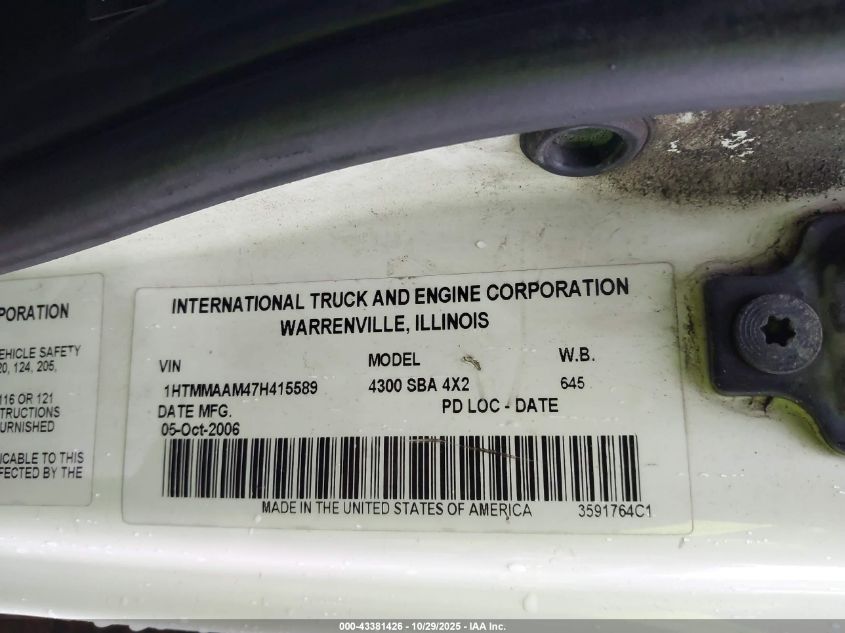 PORATION
EHICLE SAFETY
20, 124, 205,
116 OR 121
TRUCTIONS
URNISHED
ICABLE TO THIS
FECTED BY THE
INTERNATIONAL TRUCK AND ENGINE CORPORATION
WARRENVILLE, ILLINOIS
VIN MODEL W.B.
1HTMMAAM47H415589 4300 SBA 4X2 645
DATE MFG. PD LOC - DATE
05-Oct-2006
MADE IN THE UNITED STATES OF AMERICA 3591764C1
000-43381426 - 10/29/2025 - IAA Inc.